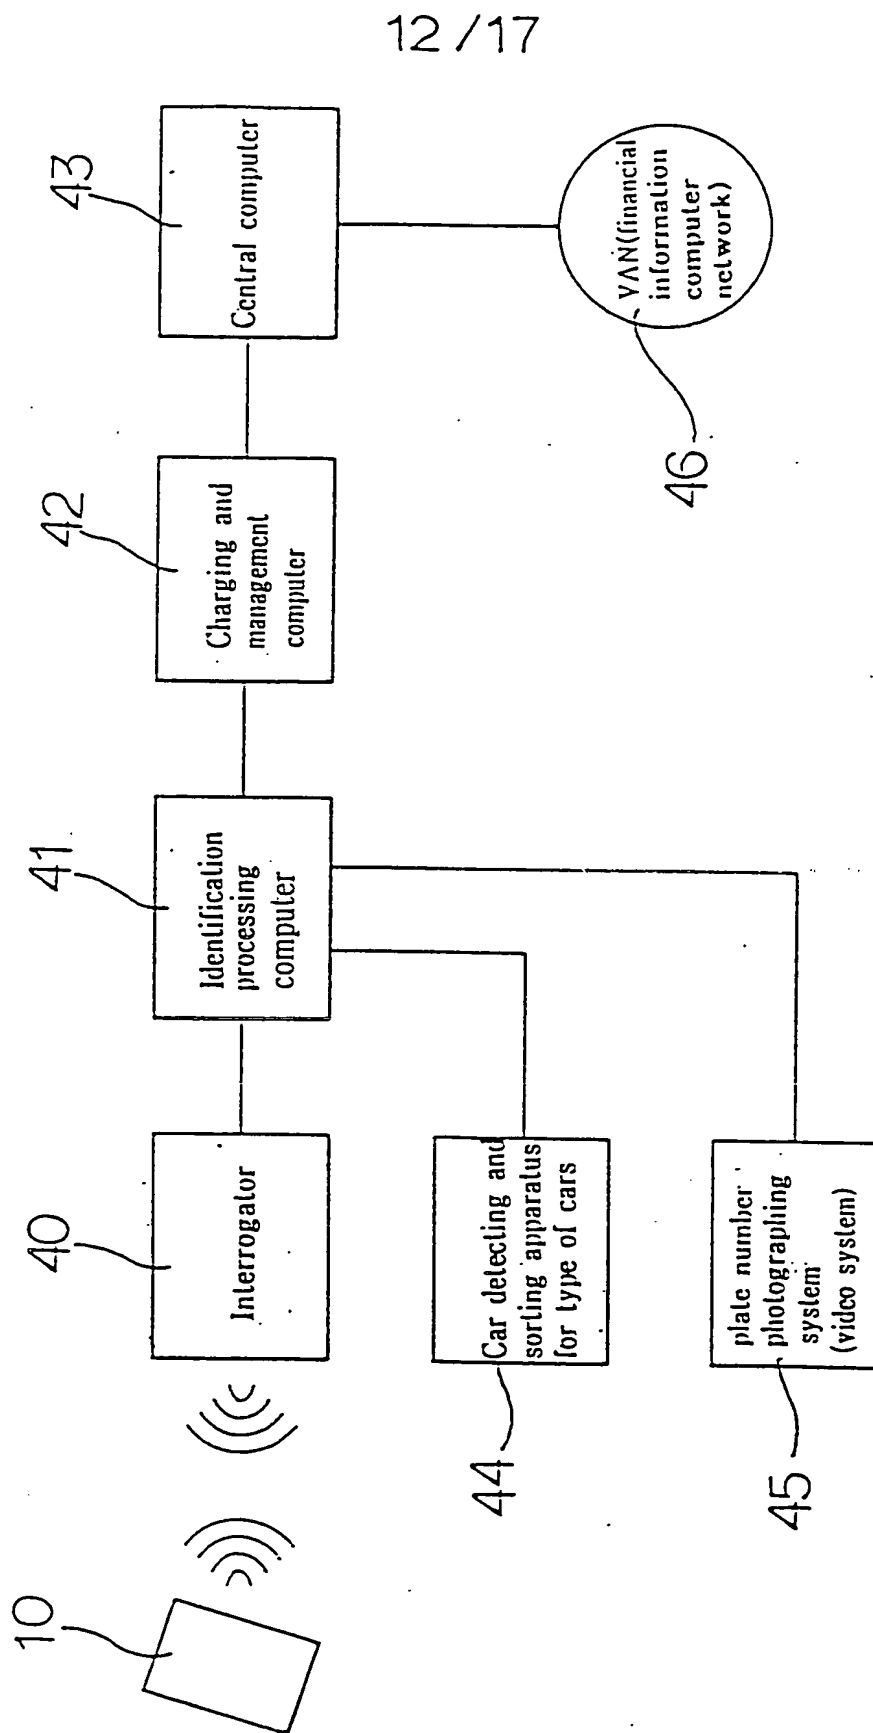 12/17
10
40
Interrogator
41
Identification
processing
computer
42
Charging and
management
computer
43
Central computer
44
Car detecting and
sorting apparatus
for type of cars
45
plate number
photographing
system
(video system)
46
VAN(financial
information
computer
network)